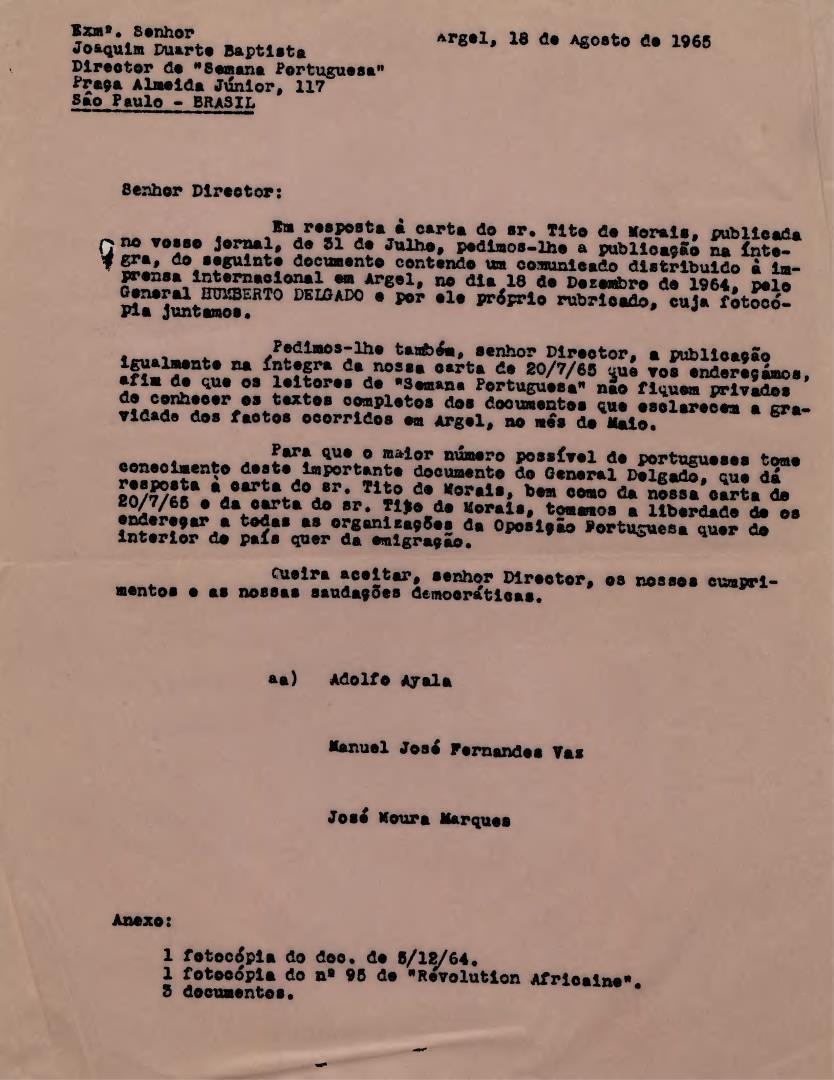 Exmº. Senhor
Joaquim Duarte Baptista
Director de "Semana Portuguesa"
Praça Almeida Júnior, 117
São Paulo - BRASIL
Argel, 18 de Agosto de 1965
Senhor Director:
Em resposta à carta do sr. Tito de Morais, publicada
no vosso jornal, de 31 de Julho, pedimos-lhe a publicação na ínte-
gra, do seguinte documento contendo um comunicado distribuido à im-
prensa internacional em Argel, no dia 18 de Dezembro de 1964, pelo
General HUMBERTO DELGADO e por ele próprio rubricado, cuja fotocó-
pia juntamos.
Pedimos-lhe também, senhor Director, a publicação
igualmente na íntegra da nossa carta de 20/7/65 que vos endereçámos,
afim de que os leitores de "Semana Portuguesa" não fiquem privados
de conhecer os textos completos dos documentos que esclarecem a gra-
vidade dos factos ocorridos em Argel, no mês de Maio.
Para que o maior número possível de portugueses tome
conecimento deste importante documento do General Delgado, que dá
resposta à carta do sr. Tito de Morais, bem como da nossa carta de
20/7/65 e da carta do sr. Tito de Morais, tomamos a liberdade de os
endereçar a todas as organizações da Oposição Portuguesa quer do
interior do país quer da emigração.
Queira aceitar, senhor Director, os nossos cumpri-
mentos e as nossas saudações democráticas.
aa) Adolfo Ayala
Manuel José Fernandes Vaz
José Moura Marques
Anexo:
1 fotocópia do doc. de 5/12/64.
1 fotocópia do nº 95 de "Révolution Africaine".
3 documentos.